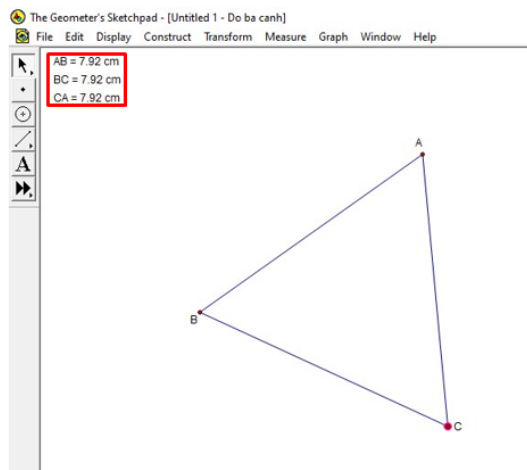 The Geometer's Sketchpad - [Untitled 1 - Do ba canh]
File Edit Display Construct Transform Measure Graph Window Help
AB = 7.92 cm
BC = 7.92 cm
CA = 7.92 cm
A
A
B
C